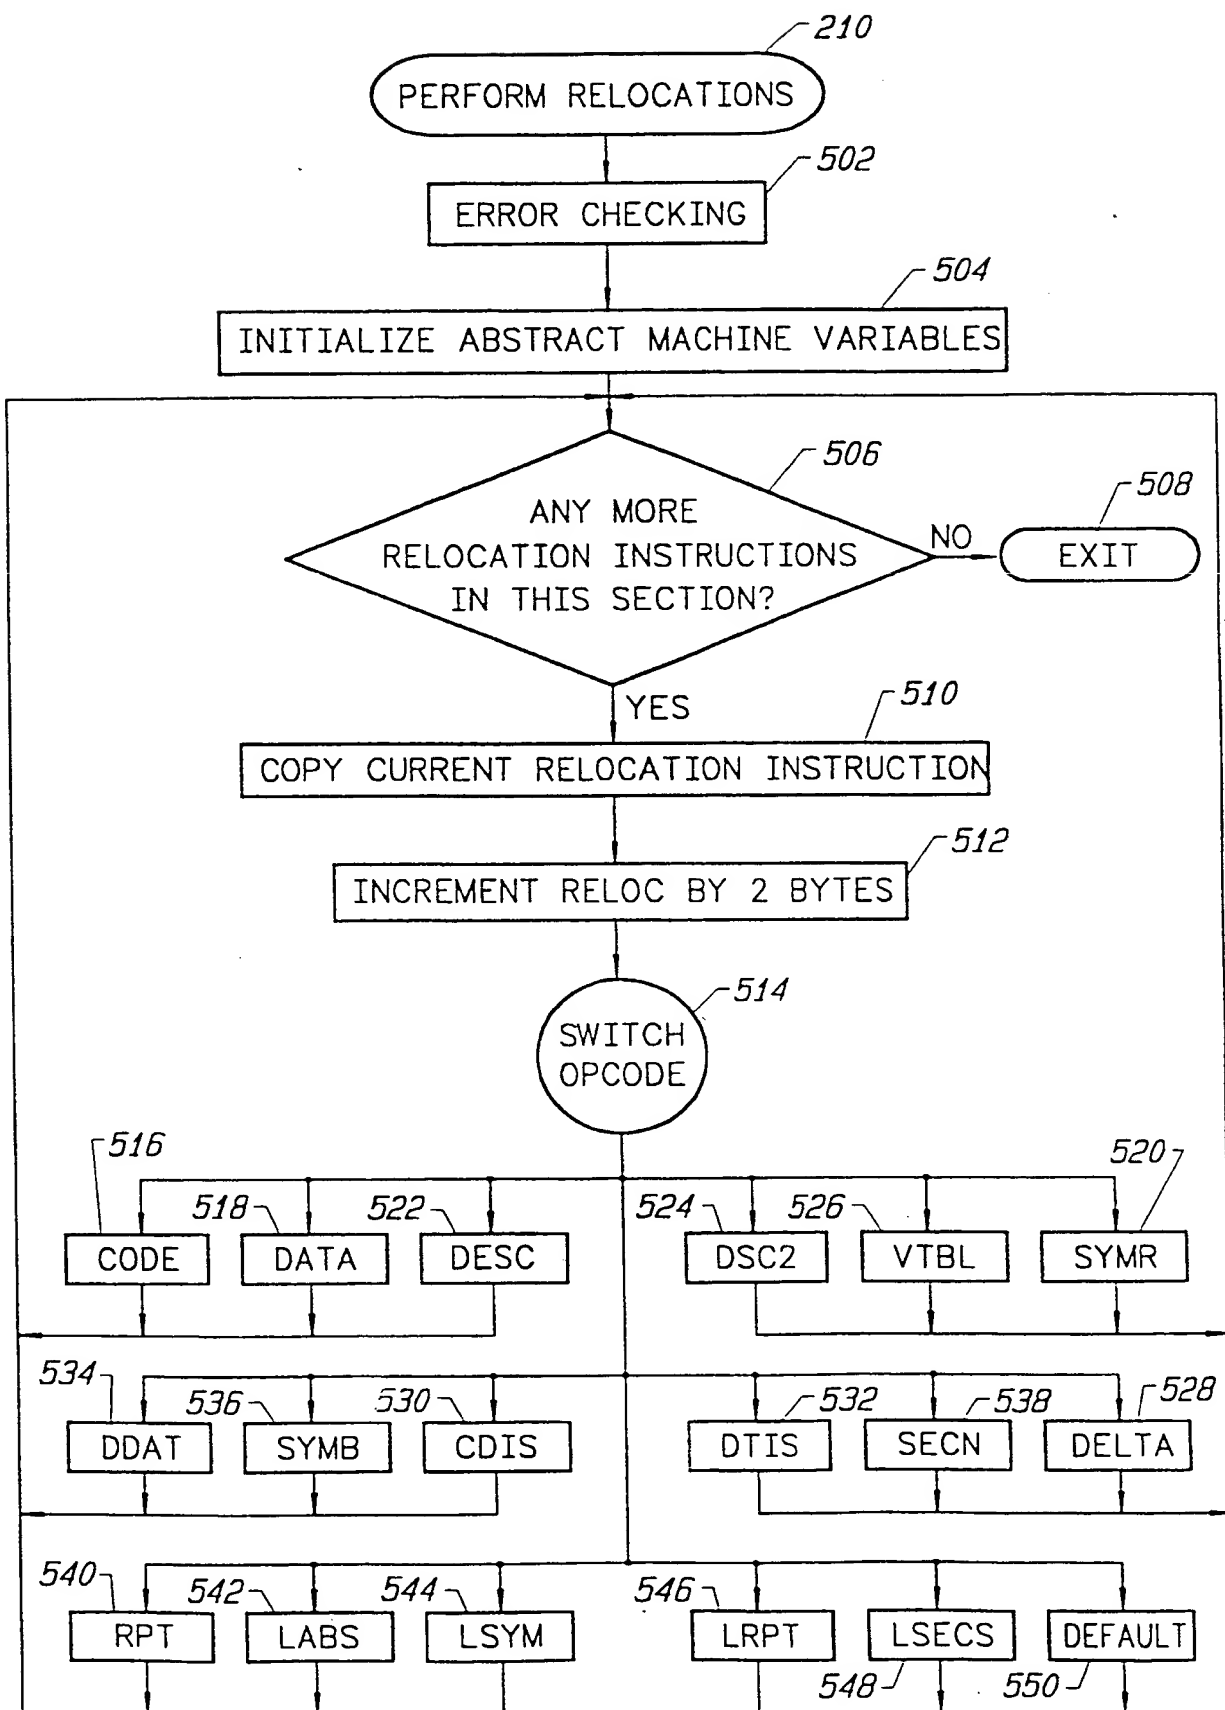 210
PERFORM RELOCATIONS
502
ERROR CHECKING
504
INITIALIZE ABSTRACT MACHINE VARIABLES
506
ANY MORE
RELOCATION INSTRUCTIONS
IN THIS SECTION?
NO
508
EXIT
YES
510
COPY CURRENT RELOCATION INSTRUCTION
512
INCREMENT RELOC BY 2 BYTES
514
SWITCH
OPCODE
516 518 522 524 526 520
CODE DATA DESC DSC2 VTBL SYMR
534 536 530 532 538 528
DDAT SYMB CDIS DTIS SECN DELTA
540 542 544 546
RPT LABS LSYM LRPT LSECS DEFAULT
548 550